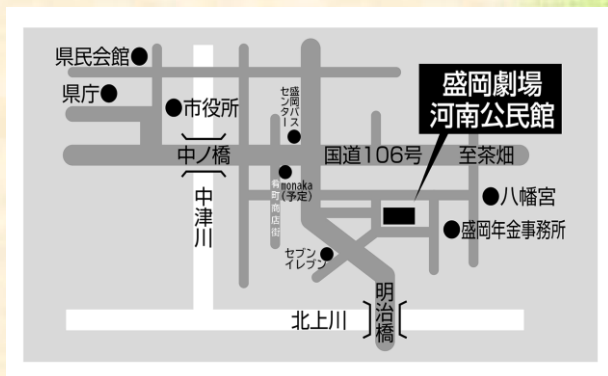 県民会館
県庁
市役所
盛岡バス
センター
盛岡劇場
河南公民館
中ノ橋
国道106号
至茶畑
monaka
(予定)
肴町商店街
八幡宮
中津川
盛岡年金事務所
セブン
イレブン
明治橋
北上川